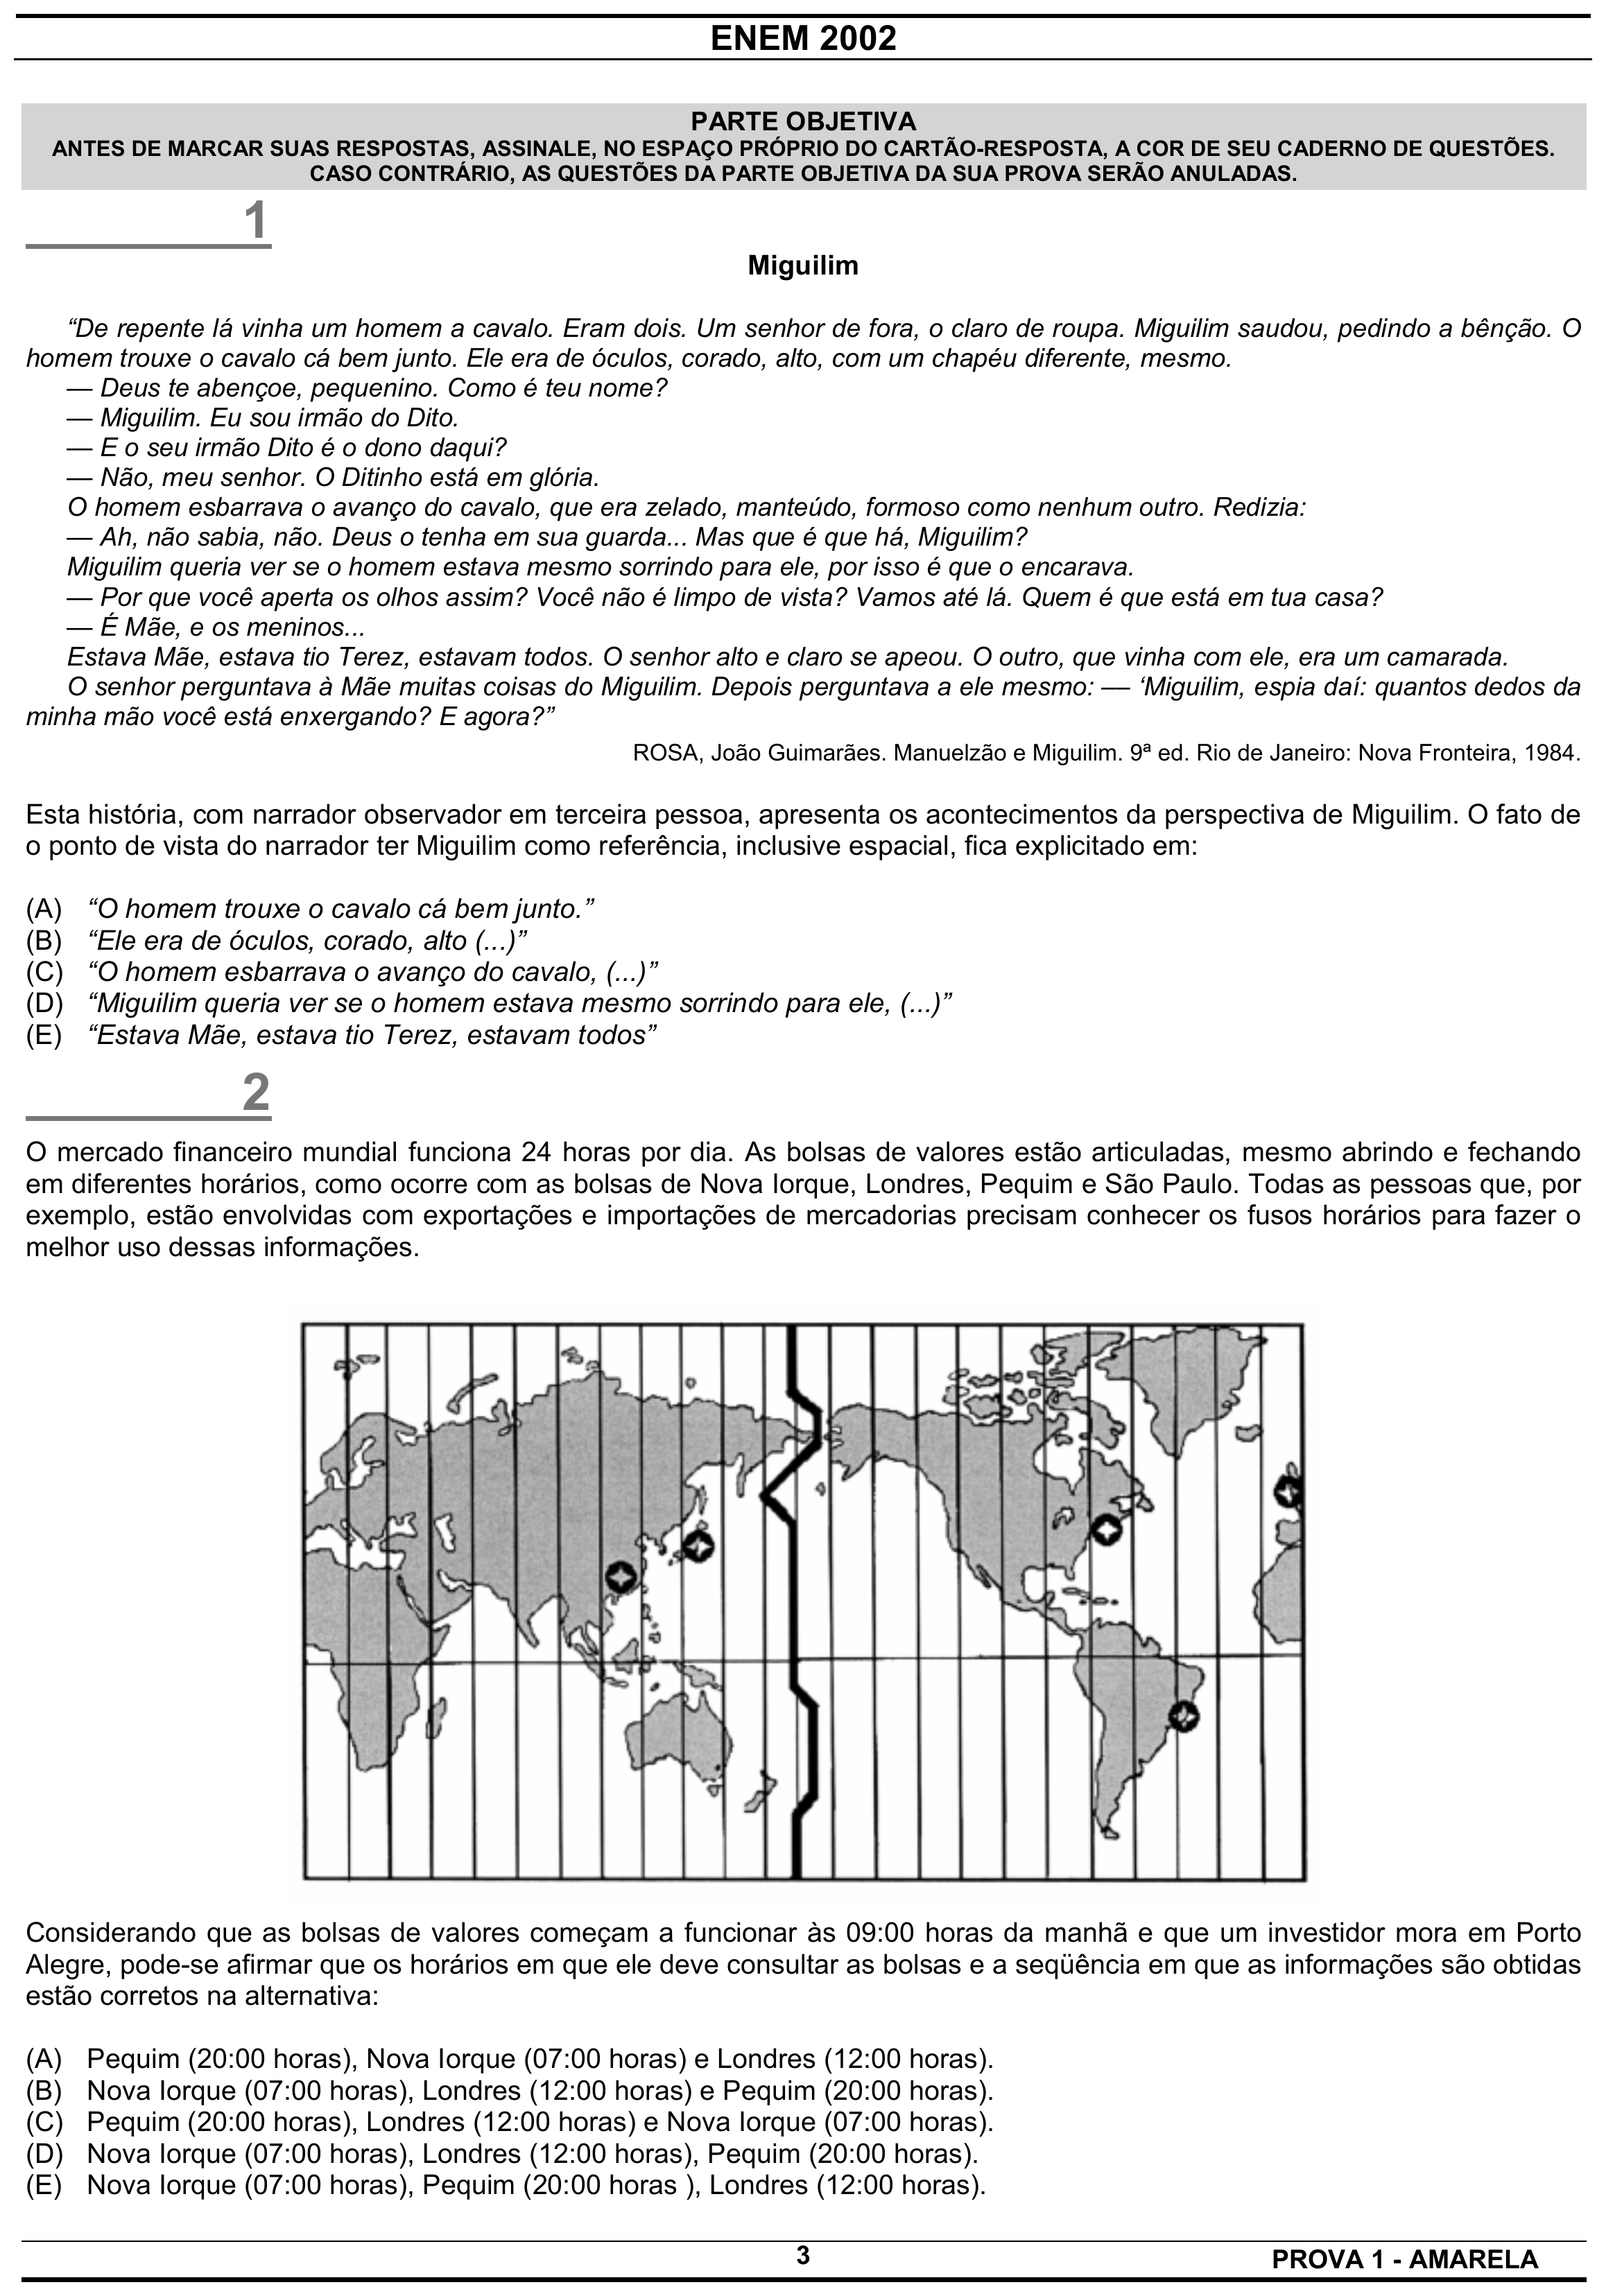 ENEM 2002
PARTE OBJETIVA
ANTES DE MARCAR SUAS RESPOSTAS, ASSINALE, NO ESPAÇO PRÓPRIO DO CARTÃO-RESPOSTA, A COR DE SEU CADERNO DE QUESTÕES.
CASO CONTRÁRIO, AS QUESTÕES DA PARTE OBJETIVA DA SUA PROVA SERÃO ANULADAS.
1
Miguilim
“De repente lá vinha um homem a cavalo. Eram dois. Um senhor de fora, o claro de roupa. Miguilim saudou, pedindo a bênção. O
homem trouxe o cavalo cá bem junto. Ele era de óculos, corado, alto, com um chapéu diferente, mesmo.
— Deus te abençoe, pequenino. Como é teu nome?
— Miguilim. Eu sou irmão do Dito.
— E o seu irmão Dito é o dono daqui?
— Não, meu senhor. O Ditinho está em glória.
O homem esbarrava o avanço do cavalo, que era zelado, manteúdo, formoso como nenhum outro. Redizia:
— Ah, não sabia, não. Deus o tenha em sua guarda... Mas que é que há, Miguilim?
Miguilim queria ver se o homem estava mesmo sorrindo para ele, por isso é que o encarava.
— Por que você aperta os olhos assim? Você não é limpo de vista? Vamos até lá. Quem é que está em tua casa?
— É Mãe, e os meninos...
Estava Mãe, estava tio Terez, estavam todos. O senhor alto e claro se apeou. O outro, que vinha com ele, era um camarada.
O senhor perguntava à Mãe muitas coisas do Miguilim. Depois perguntava a ele mesmo: — ‘Miguilim, espia daí: quantos dedos da
minha mão você está enxergando? E agora?”
ROSA, João Guimarães. Manuelzão e Miguilim. 9ª ed. Rio de Janeiro: Nova Fronteira, 1984.
Esta história, com narrador observador em terceira pessoa, apresenta os acontecimentos da perspectiva de Miguilim. O fato de
o ponto de vista do narrador ter Miguilim como referência, inclusive espacial, fica explicitado em:
(A) “O homem trouxe o cavalo cá bem junto.”
(B) “Ele era de óculos, corado, alto (...)”
(C) “O homem esbarrava o avanço do cavalo, (...)”
(D) “Miguilim queria ver se o homem estava mesmo sorrindo para ele, (...)”
(E) “Estava Mãe, estava tio Terez, estavam todos”
2
O mercado financeiro mundial funciona 24 horas por dia. As bolsas de valores estão articuladas, mesmo abrindo e fechando
em diferentes horários, como ocorre com as bolsas de Nova Iorque, Londres, Pequim e São Paulo. Todas as pessoas que, por
exemplo, estão envolvidas com exportações e importações de mercadorias precisam conhecer os fusos horários para fazer o
melhor uso dessas informações.
Considerando que as bolsas de valores começam a funcionar às 09:00 horas da manhã e que um investidor mora em Porto
Alegre, pode-se afirmar que os horários em que ele deve consultar as bolsas e a seqüência em que as informações são obtidas
estão corretos na alternativa:
(A) Pequim (20:00 horas), Nova Iorque (07:00 horas) e Londres (12:00 horas).
(B) Nova Iorque (07:00 horas), Londres (12:00 horas) e Pequim (20:00 horas).
(C) Pequim (20:00 horas), Londres (12:00 horas) e Nova Iorque (07:00 horas).
(D) Nova Iorque (07:00 horas), Londres (12:00 horas), Pequim (20:00 horas).
(E) Nova Iorque (07:00 horas), Pequim (20:00 horas ), Londres (12:00 horas).
3
PROVA 1 - AMARELA